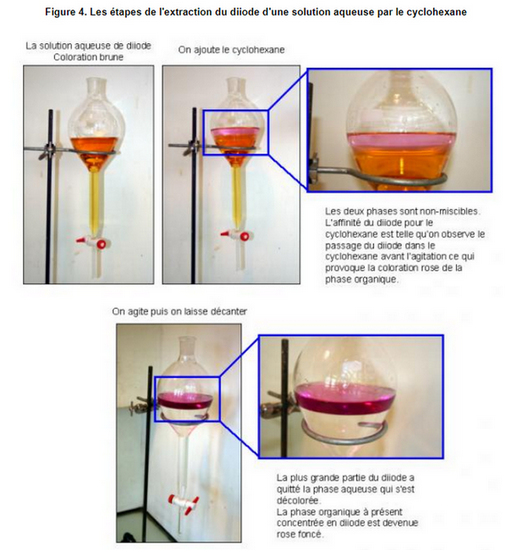 Figure 4. Les étapes de l'extraction du diiode d'une solution aqueuse par le cyclohexane
La solution aqueuse de diiode
Coloration brune
On ajoute le cyclohexane
Les deux phases sont non-miscibles.
L'affinité du diiode pour le
cyclohexane est telle qu'on observe le
passage du diiode dans le
cyclohexane avant l'agitation ce qui
provoque la coloration rose de la
phase organique.
On agite puis on laisse décanter
La plus grande partie du diiode a
quitté la phase aqueuse qui s'est
décolorée.
La phase organique à présent
concentrée en diiode est devenue
rose foncé.